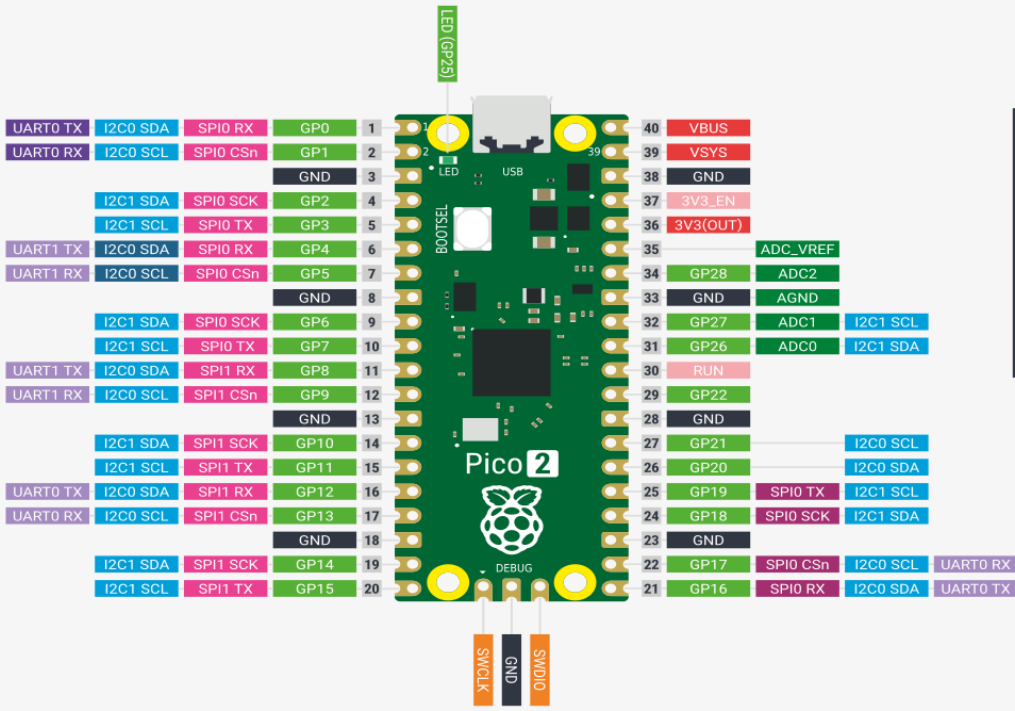 LED (GP25)
UART0 TX I2C0 SDA SPI0 RX GP0 1 1 40 VBUS
UART0 RX I2C0 SCL SPI0 CSn GP1 2 2 39 39 VSYS
GND 3 LED USB 38 GND
I2C1 SDA SPI0 SCK GP2 4 37 3V3_EN
I2C1 SCL SPI0 TX GP3 5 BOOTSEL 36 3V3(OUT)
UART1 TX I2C0 SDA SPI0 RX GP4 6 35 ADC_VREF
UART1 RX I2C0 SCL SPI0 CSn GP5 7 34 GP28 ADC2
GND 8 33 GND AGND
I2C1 SDA SPI0 SCK GP6 9 32 GP27 ADC1 I2C1 SCL
I2C1 SCL SPI0 TX GP7 10 31 GP26 ADC0 I2C1 SDA
UART1 TX I2C0 SDA SPI1 RX GP8 11 30 RUN
UART1 RX I2C0 SCL SPI1 CSn GP9 12 29 GP22
GND 13 28 GND
I2C1 SDA SPI1 SCK GP10 14 27 GP21 I2C0 SCL
I2C1 SCL SPI1 TX GP11 15 Pico 2 26 GP20 I2C0 SDA
UART0 TX I2C0 SDA SPI1 RX GP12 16 25 GP19 SPI0 TX I2C1 SCL
UART0 RX I2C0 SCL SPI1 CSn GP13 17 24 GP18 SPI0 SCK I2C1 SDA
GND 18 23 GND
I2C1 SDA SPI1 SCK GP14 19 DEBUG 22 GP17 SPI0 CSn I2C0 SCL UART0 RX
I2C1 SCL SPI1 TX GP15 20 21 GP16 SPI0 RX I2C0 SDA UART0 TX
SWCLK GND SWDIO